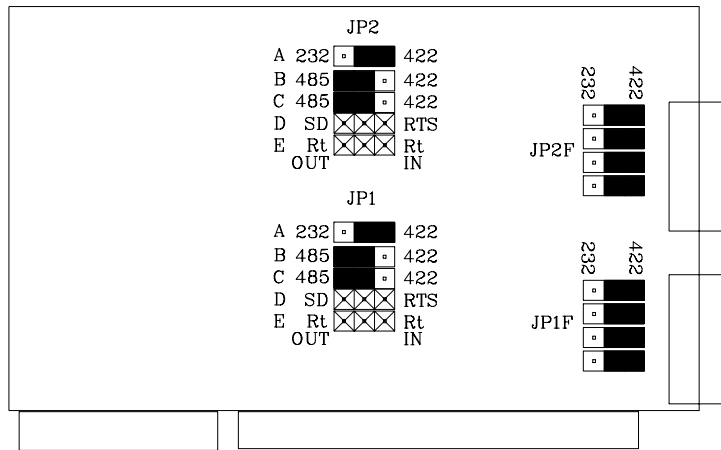 JP2
A 232 422
B 485 422
C 485 422
D SD RTS
E Rt Rt
OUT IN
232 422
JP2F
JP1
A 232 422
B 485 422
C 485 422
D SD RTS
E Rt Rt
OUT IN
232 422
JP1F